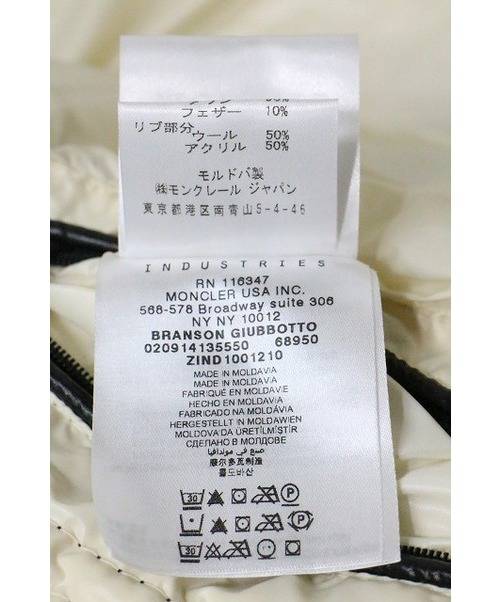 フェザー 10%
リブ部分
ウール 50%
アクリル 50%
モルドバ製
㈱モンクレール ジャパン
東京都港区南青山5-4-46
INDUSTRIES
RN 116347
MONCLER USA INC.
568-578 Broadway suite 306
NY NY 10012
BRANSON GIUBBOTTO
020914135550 68950
ZIND1001210
MADE IN MOLDAVIA
MADE IN MOLDAVIA
FABRIQUÉ EN MOLDAVIE
HECHO EN MOLDAVIA
FABRICADO NA MOLDÁVIA
HERGESTELLT IN MOLDAWIEN
MOLDOVA'DA ÜRETİLMİŞTİR
СДЕЛАНО В МОЛДОВЕ
صنع في مولدافيا
摩尔多瓦制造
몰도바산
30 P
P
30